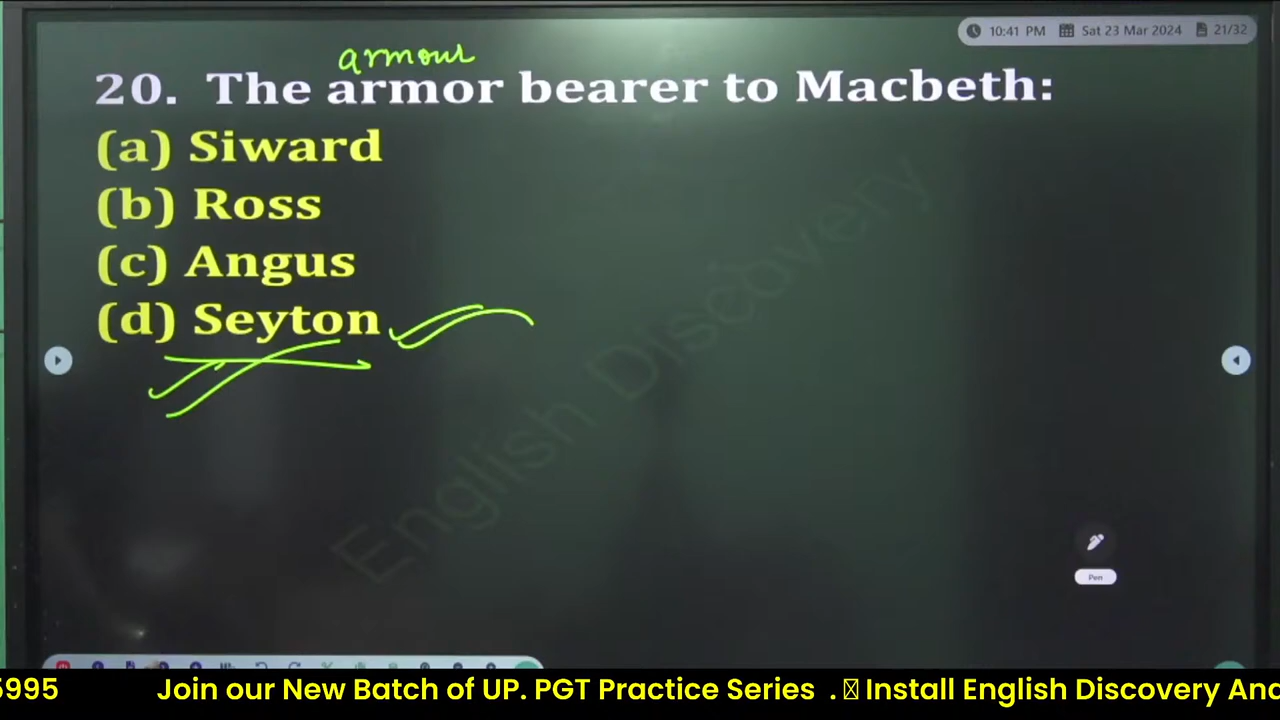 10:41 PM Sat 23 Mar 2024 21/32
armour
20. The armor bearer to Macbeth:
(a) Siward
(b) Ross
(c) Angus
(d) Seyton
English Discovery
Pen
5995 Join our New Batch of UP. PGT Practice Series . Install English Discovery And